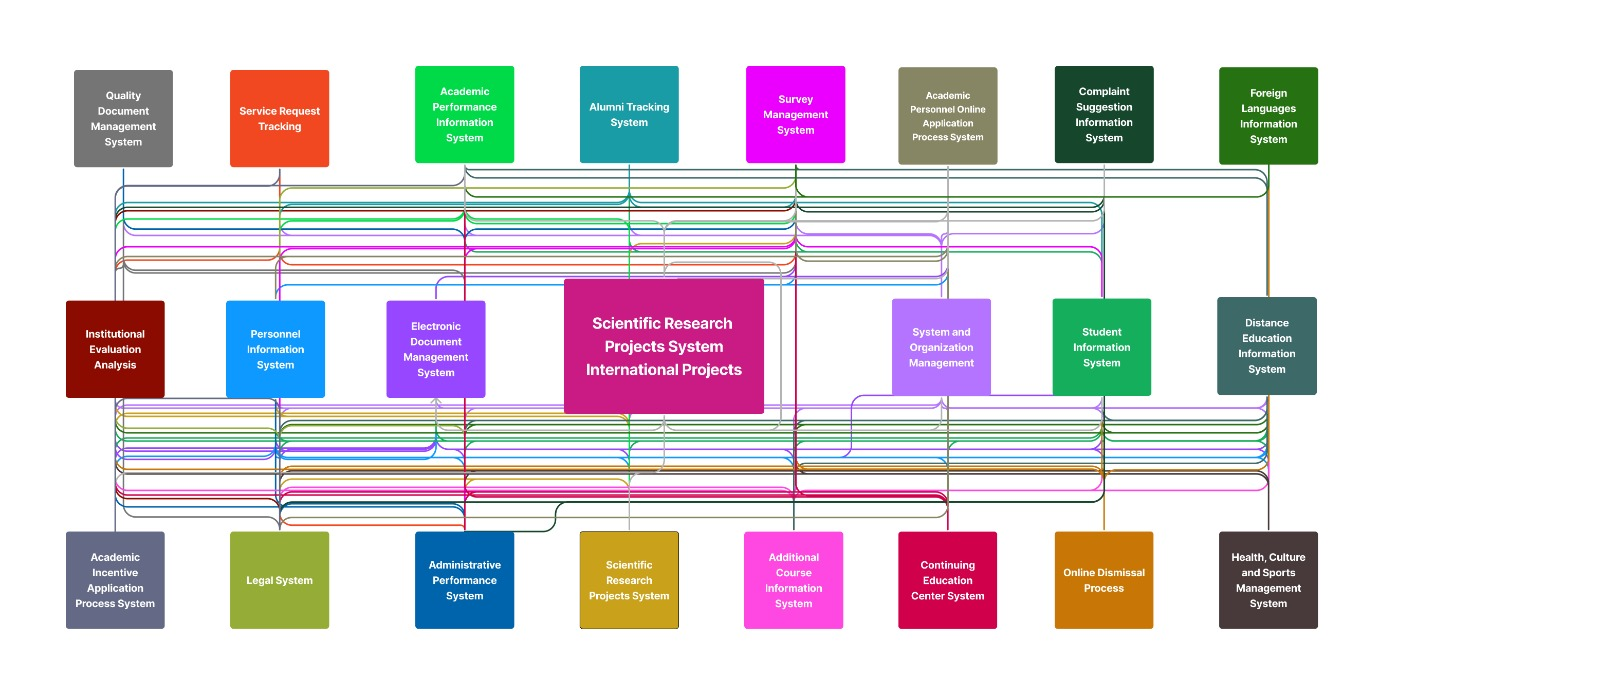 Quality
Document
Management
System
Service Request
Tracking
Academic
Performance
Information
System
Alumni Tracking
System
Survey
Management
System
Academic
Personnel Online
Application
Process System
Complaint
Suggestion
Information
System
Foreign
Languages
Information
System
Institutional
Evaluation
Analysis
Personnel
Information
System
Electronic
Document
Management
System
Scientific Research
Projects System
International Projects
System and
Organization
Management
Student
Information
System
Distance
Education
Information
System
Academic
Incentive
Application
Process System
Legal System
Administrative
Performance
System
Scientific
Research
Projects System
Additional
Course
Information
System
Continuing
Education
Center System
Online Dismissal
Process
Health, Culture
and Sports
Management
System